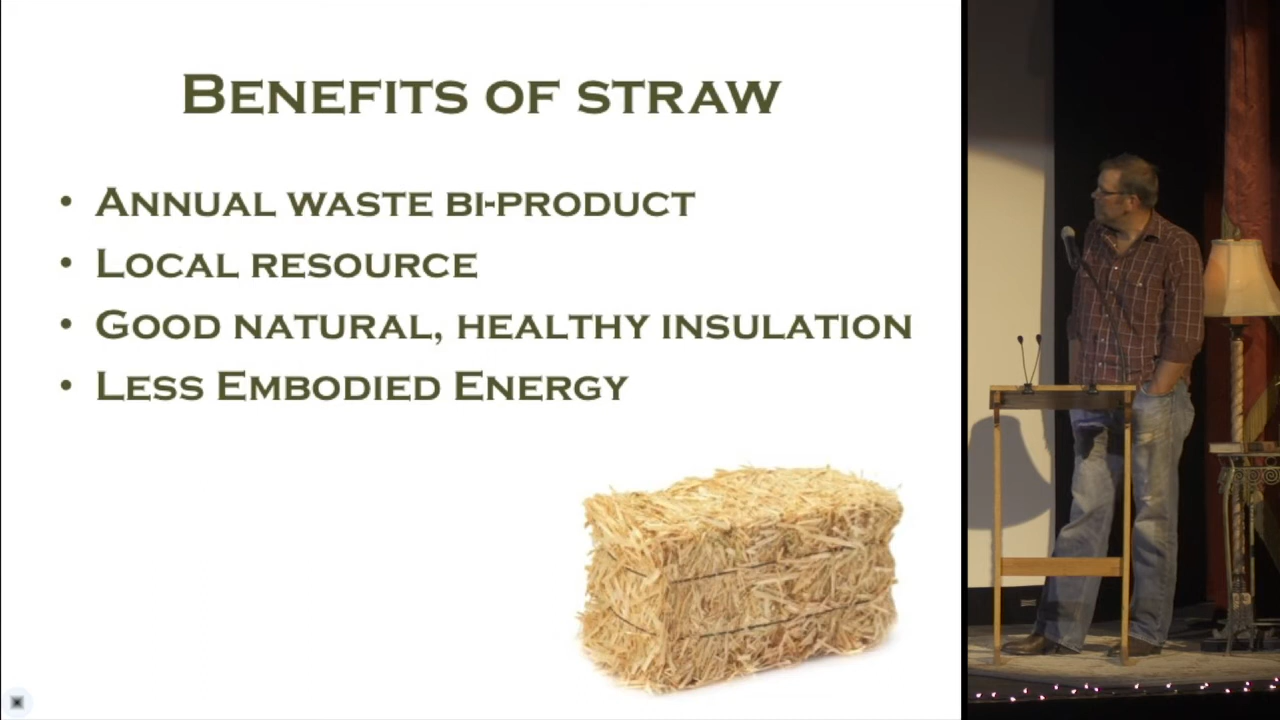 BENEFITS OF STRAW
• ANNUAL WASTE BI-PRODUCT
• LOCAL RESOURCE
• GOOD NATURAL, HEALTHY INSULATION
• LESS EMBODIED ENERGY